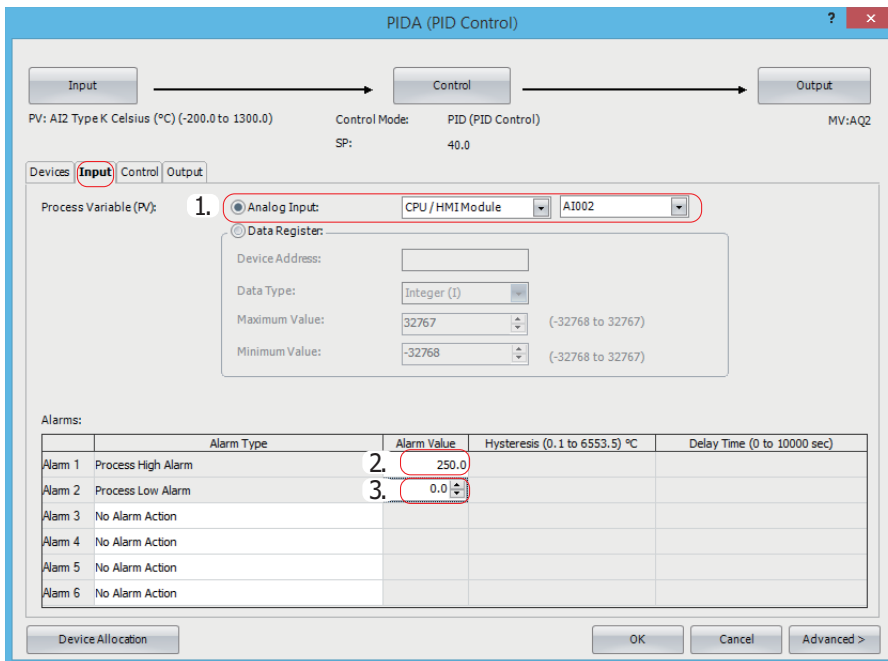 PIDA (PID Control)
?
Input
Control
Output
PV: AI2 Type K Celsius (°C) (-200.0 to 1300.0)
Control Mode: PID (PID Control)
MV:AQ2
SP: 40.0
Devices Input Control Output
Process Variable (PV): 1. Analog Input: CPU / HMI Module AI002
Data Register:
Device Address:
Data Type: Integer (I)
Maximum Value: 32767 (-32768 to 32767)
Minimum Value: -32768 (-32768 to 32767)
Alarms:
Alarm Type Alarm Value Hysteresis (0.1 to 6553.5) °C Delay Time (0 to 10000 sec)
Alarm 1 Process High Alarm 2. 250.0
Alarm 2 Process Low Alarm 3. 0.0
Alarm 3 No Alarm Action
Alarm 4 No Alarm Action
Alarm 5 No Alarm Action
Alarm 6 No Alarm Action
Device Allocation
OK
Cancel
Advanced >